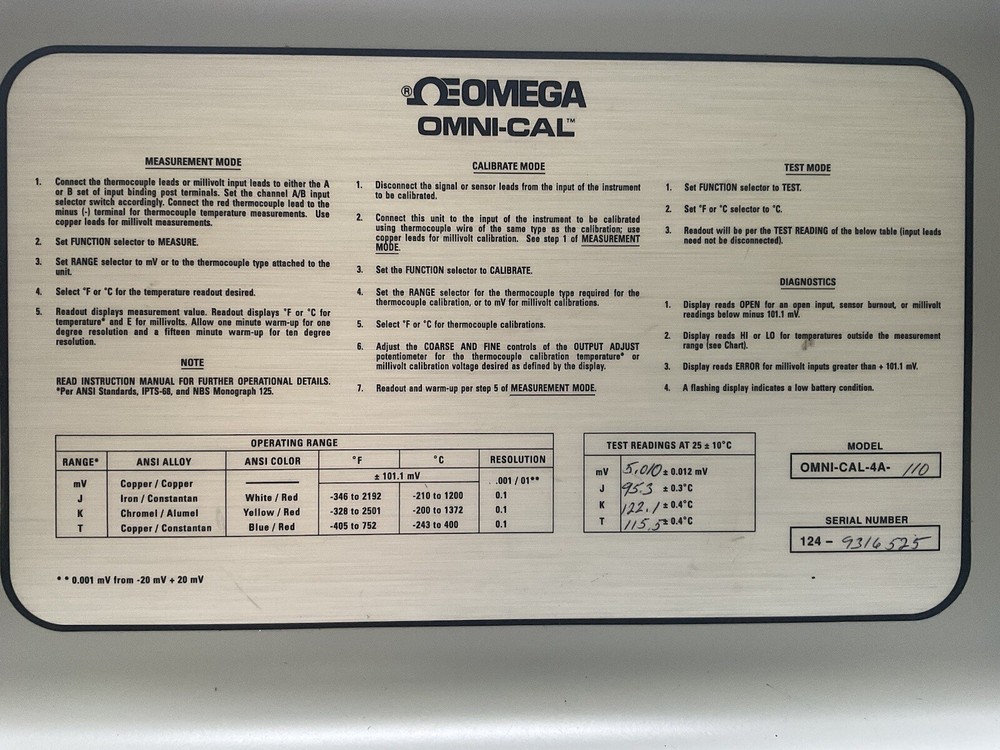 ® ΩE OMEGA
OMNI-CAL™
MEASUREMENT MODE
1. Connect the thermocouple leads or millivolt input leads to either the A
or B set of input binding post terminals. Set the channel A/B input
selector switch accordingly. Connect the red thermocouple lead to the
minus (-) terminal for thermocouple temperature measurements. Use
copper leads for millivolt measurements.
2. Set FUNCTION selector to MEASURE.
3. Set RANGE selector to mV or to the thermocouple type attached to the
unit.
4. Select °F or °C for the temperature readout desired.
5. Readout displays measurement value. Readout displays °F or °C for
temperature* and E for millivolts. Allow one minute warm-up for one
degree resolution and a fifteen minute warm-up for ten degree
resolution.
NOTE
READ INSTRUCTION MANUAL FOR FURTHER OPERATIONAL DETAILS.
*Per ANSI Standards, IPTS-68, and NBS Monograph 125.
CALIBRATE MODE
1. Disconnect the signal or sensor leads from the input of the instrument
to be calibrated.
2. Connect this unit to the input of the instrument to be calibrated
using thermocouple wire of the same type as the calibration; use
copper leads for millivolt calibration. See step 1 of MEASUREMENT
MODE.
3. Set the FUNCTION selector to CALIBRATE.
4. Set the RANGE selector for the thermocouple type required for the
thermocouple calibration, or to mV for millivolt calibrations.
5. Select °F or °C for thermocouple calibrations.
6. Adjust the COARSE AND FINE controls of the OUTPUT ADJUST
potentiometer for the thermocouple calibration temperature* or
millivolt calibration voltage desired as defined by the display.
7. Readout and warm-up per step 5 of MEASUREMENT MODE.
TEST MODE
1. Set FUNCTION selector to TEST.
2. Set °F or °C selector to °C.
3. Readout will be per the TEST READING of the below table (input leads
need not be disconnected).
DIAGNOSTICS
1. Display reads OPEN for an open input, sensor burnout, or millivolt
readings below minus 101.1 mV.
2. Display reads HI or LO for temperatures outside the measurement
range (see Chart).
3. Display reads ERROR for millivolt inputs greater than + 101.1 mV.
4. A flashing display indicates a low battery condition.
OPERATING RANGE
RANGE* ANSI ALLOY ANSI COLOR °F °C RESOLUTION
mV Copper / Copper ——— ± 101.1 mV .001 / 01**
J Iron / Constantan White / Red -346 to 2192 -210 to 1200 0.1
K Chromel / Alumel Yellow / Red -328 to 2501 -200 to 1372 0.1
T Copper / Constantan Blue / Red -405 to 752 -243 to 400 0.1
* * 0.001 mV from -20 mV + 20 mV
TEST READINGS AT 25 ± 10°C
mV 5.010 ± 0.012 mV
J 95.3 ± 0.3°C
K 122.1 ± 0.4°C
T 115.5 ± 0.4°C
MODEL
OMNI-CAL-4A- 110
SERIAL NUMBER
124 - 9316525